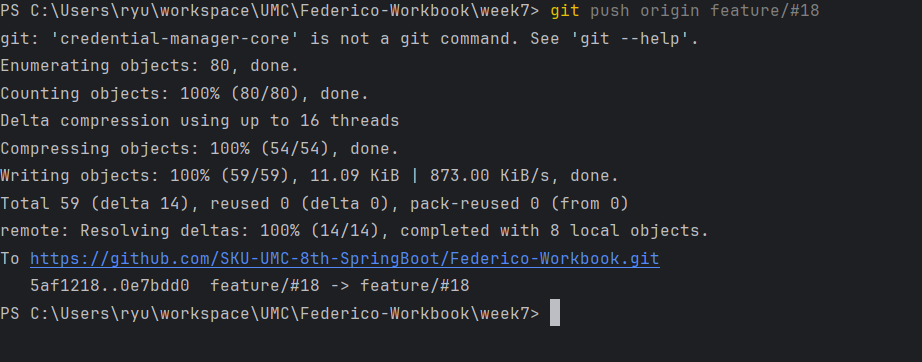 PS C:\Users\ryu\workspace\UMC\Federico-Workbook\week7> git push origin feature/#18
git: 'credential-manager-core' is not a git command. See 'git --help'.
Enumerating objects: 80, done.
Counting objects: 100% (80/80), done.
Delta compression using up to 16 threads
Compressing objects: 100% (54/54), done.
Writing objects: 100% (59/59), 11.09 KiB | 873.00 KiB/s, done.
Total 59 (delta 14), reused 0 (delta 0), pack-reused 0 (from 0)
remote: Resolving deltas: 100% (14/14), completed with 8 local objects.
To https://github.com/SKU-UMC-8th-SpringBoot/Federico-Workbook.git
   5af1218..0e7bdd0  feature/#18 -> feature/#18
PS C:\Users\ryu\workspace\UMC\Federico-Workbook\week7>